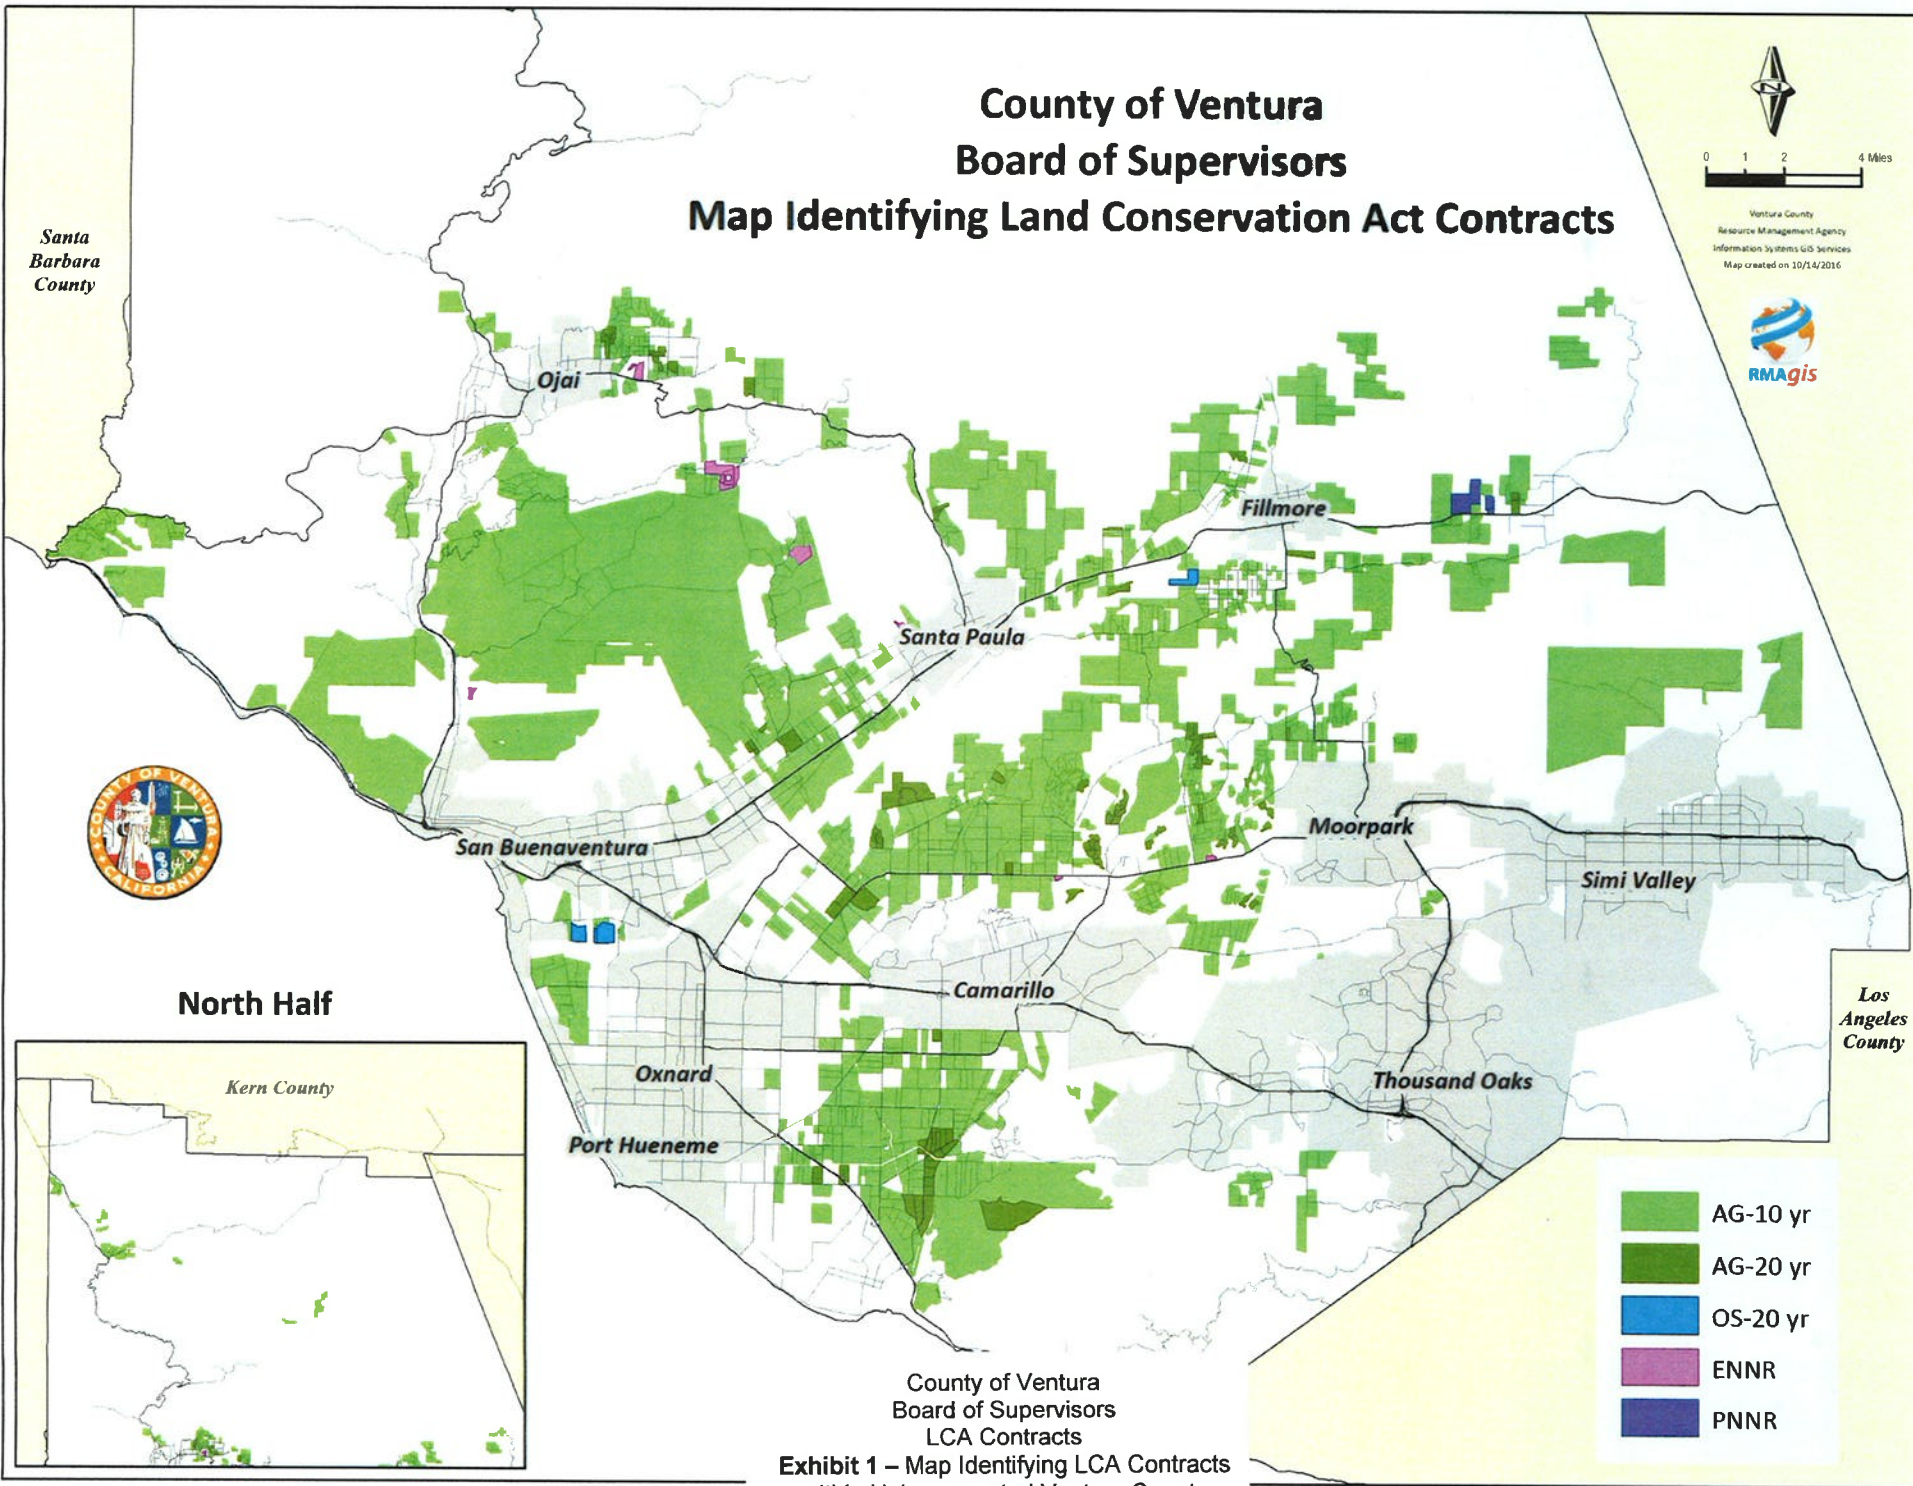 County of Ventura
Board of Supervisors
Map Identifying Land Conservation Act Contracts
0 1 2 4 Miles
Ventura County
Resource Management Agency
Information Systems GIS Services
Map created on 10/14/2016
RMAgis
Santa
Barbara
County
Ojai
Fillmore
Santa Paula
COUNTY OF VENTURA
CALIFORNIA
San Buenaventura
Moorpark
Simi Valley
Camarillo
Los
Angeles
County
North Half
Kern County
Oxnard
Thousand Oaks
Port Hueneme
AG-10 yr
AG-20 yr
OS-20 yr
ENNR
PNNR
County of Ventura
Board of Supervisors
LCA Contracts
Exhibit 1 – Map Identifying LCA Contracts